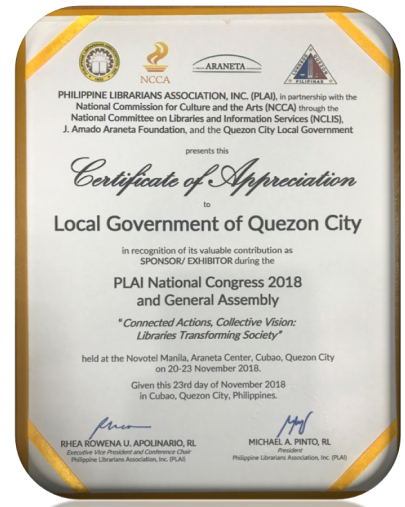 NCCA
ARANETA
PILIPINAS
PHILIPPINE LIBRARIANS ASSOCIATION, INC. (PLAI), in partnership with the
National Commission for Culture and the Arts (NCCA) through the
National Committee on Libraries and Information Services (NCLIS),
J. Amado Araneta Foundation, and the Quezon City Local Government
presents this
Certificate of Appreciation
to
Local Government of Quezon City
in recognition of its valuable contribution as
SPONSOR/ EXHIBITOR during the
PLAI National Congress 2018
and General Assembly
"Connected Actions, Collective Vision:
Libraries Transforming Society"
held at the Novotel Manila, Araneta Center, Cubao, Quezon City
on 20-23 November 2018.
Given this 23rd day of November 2018
in Cubao, Quezon City, Philippines.
RHEA ROWENA U. APOLINARIO, RL
Executive Vice President and Conference Chair
Philippine Librarians Association, Inc. (PLAI)
MICHAEL A. PINTO, RL
President
Philippine Librarians Association, Inc. (PLAI)